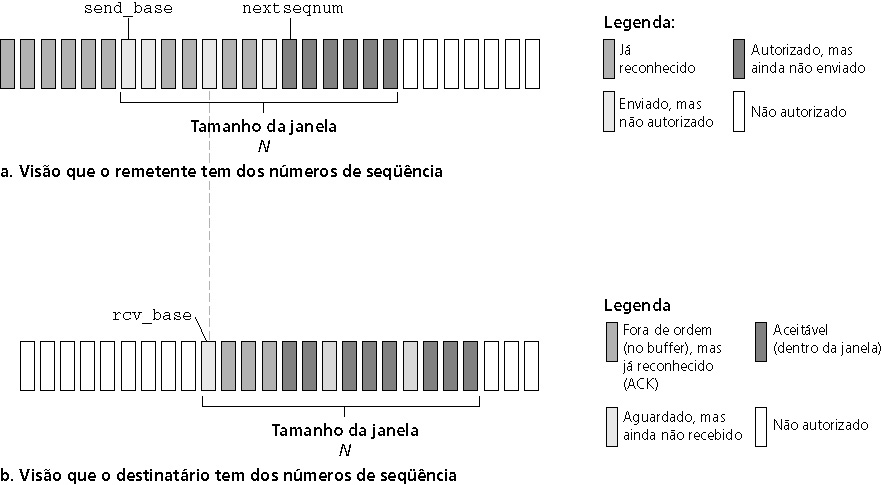 send_base
nextseqnum
Tamanho da janela
N
a. Visão que o remetente tem dos números de seqüência
Legenda:
Já
reconhecido
Autorizado, mas
ainda não enviado
Enviado, mas
não autorizado
Não autorizado
rcv_base
Tamanho da janela
N
b. Visão que o destinatário tem dos números de seqüência
Legenda
Fora de ordem
(no buffer), mas
já reconhecido
(ACK)
Aceitável
(dentro da janela)
Aguardado, mas
ainda não recebido
Não autorizado